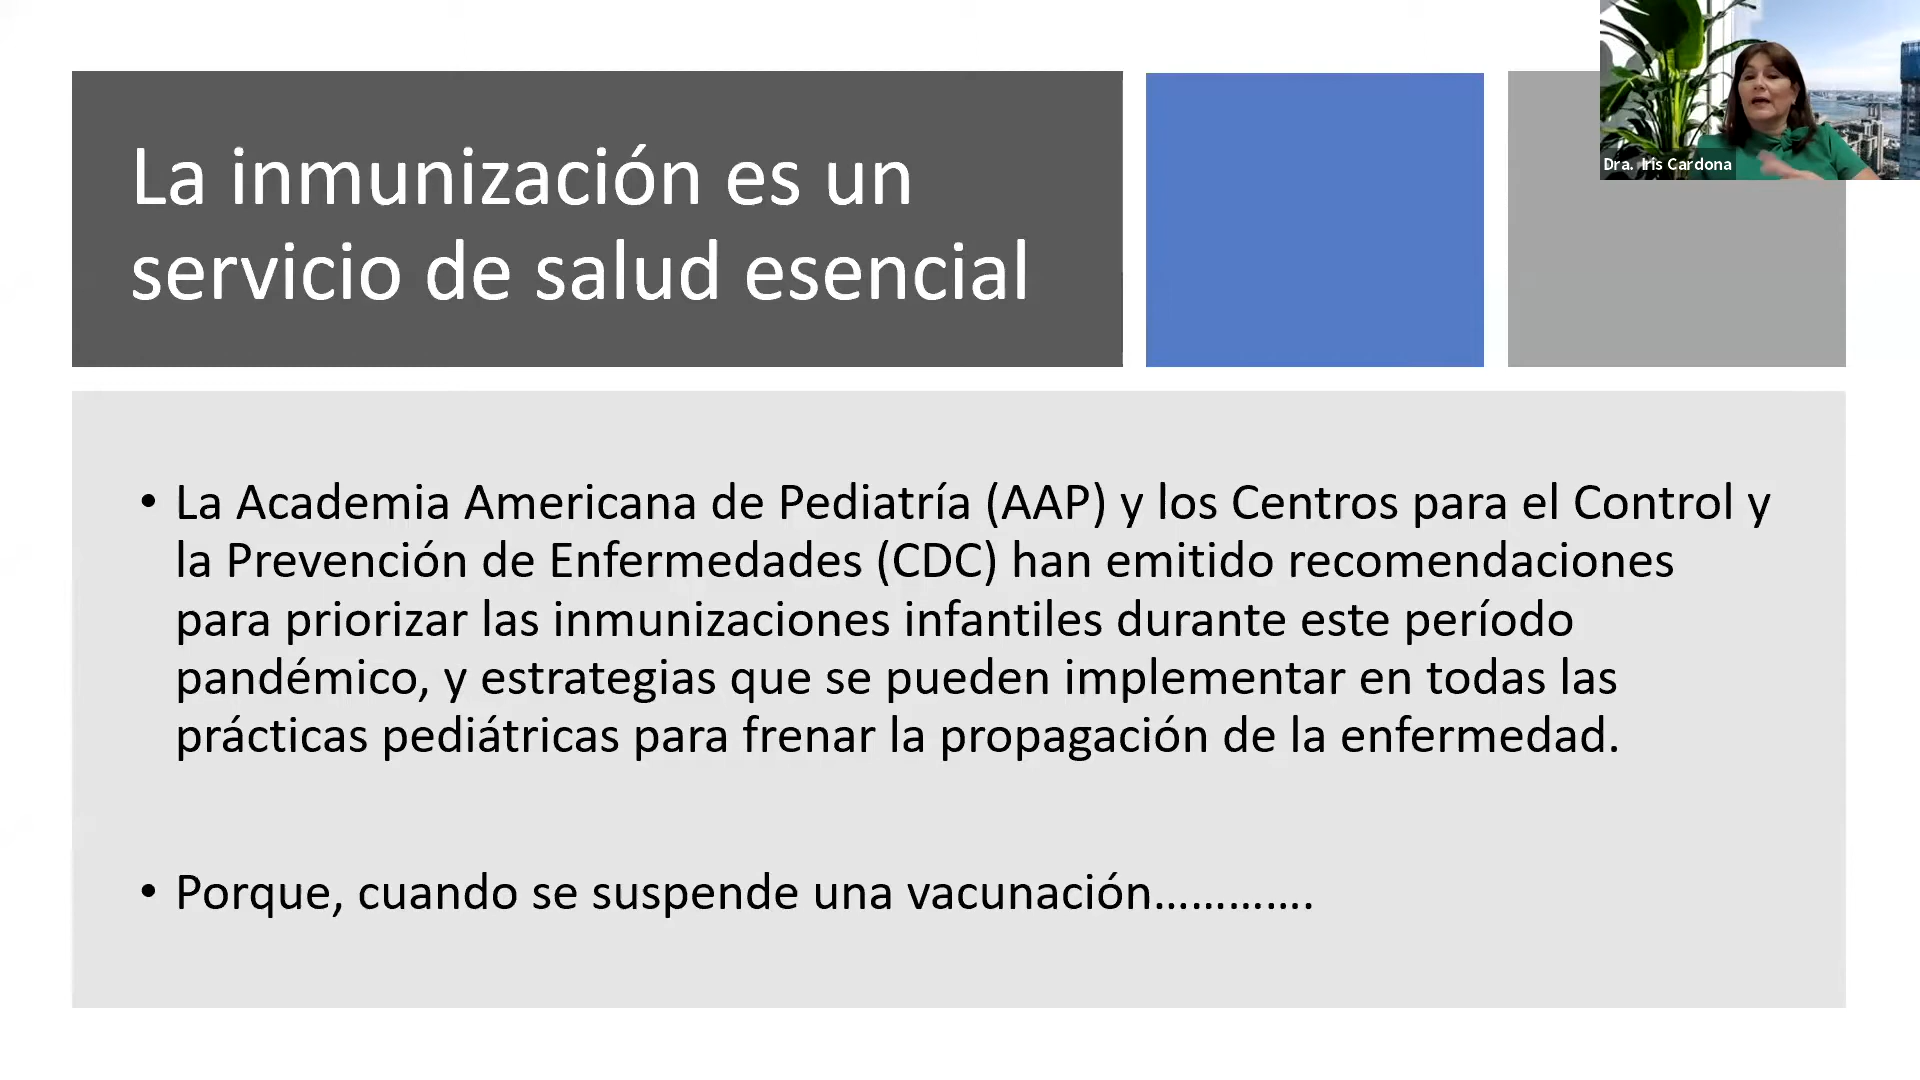 La inmunización es un
servicio de salud esencial
Dra. Iris Cardona
• La Academia Americana de Pediatría (AAP) y los Centros para el Control y
la Prevención de Enfermedades (CDC) han emitido recomendaciones
para priorizar las inmunizaciones infantiles durante este período
pandémico, y estrategias que se pueden implementar en todas las
prácticas pediátricas para frenar la propagación de la enfermedad.
• Porque, cuando se suspende una vacunación………….